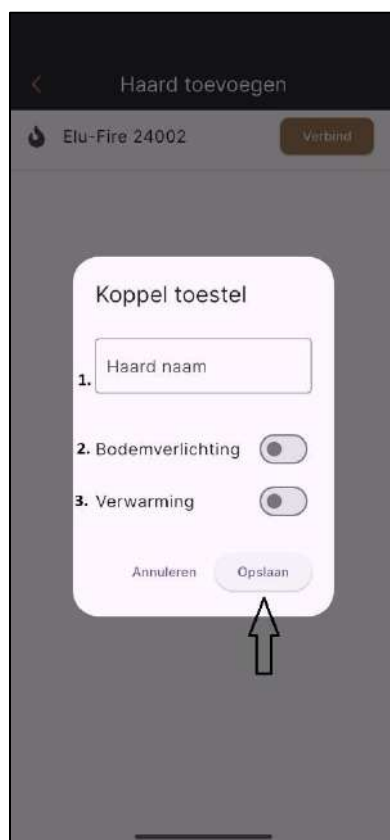 Haard toevoegen
Elu-Fire 24002 Verbind
Koppel toestel
1. Haard naam
2. Bodemverlichting
3. Verwarming
Annuleren Opslaan